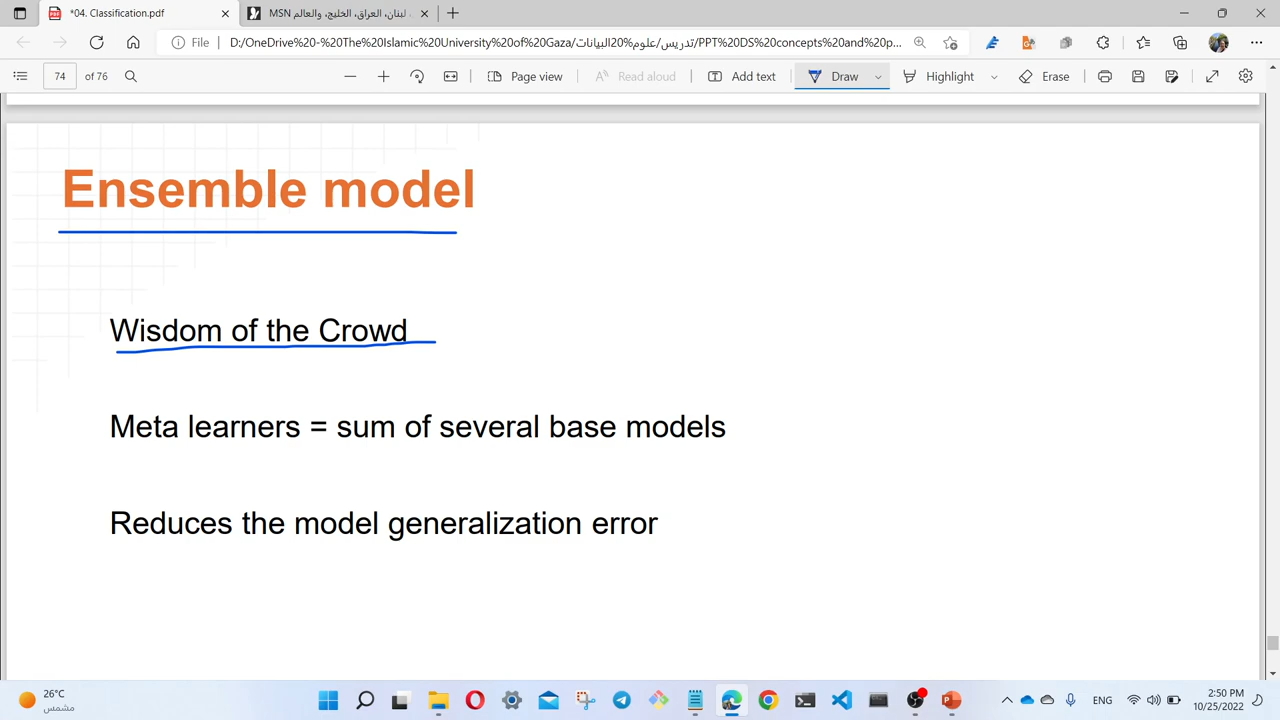 *04. Classification.pdf
MSN لبنان، العراق، الخليج، والعالم
File
D:/OneDrive%20-%20The%20Islamic%20University%20of%20Gaza/تدريس/علوم%20البيانات/PPT%20DS%20concepts%20and%20p...
74 of 76
Page view
Read aloud
Add text
Draw
Highlight
Erase
Ensemble model
Wisdom of the Crowd
Meta learners = sum of several base models
Reduces the model generalization error
26°C
مشمس
ENG
2:50 PM
10/25/2022